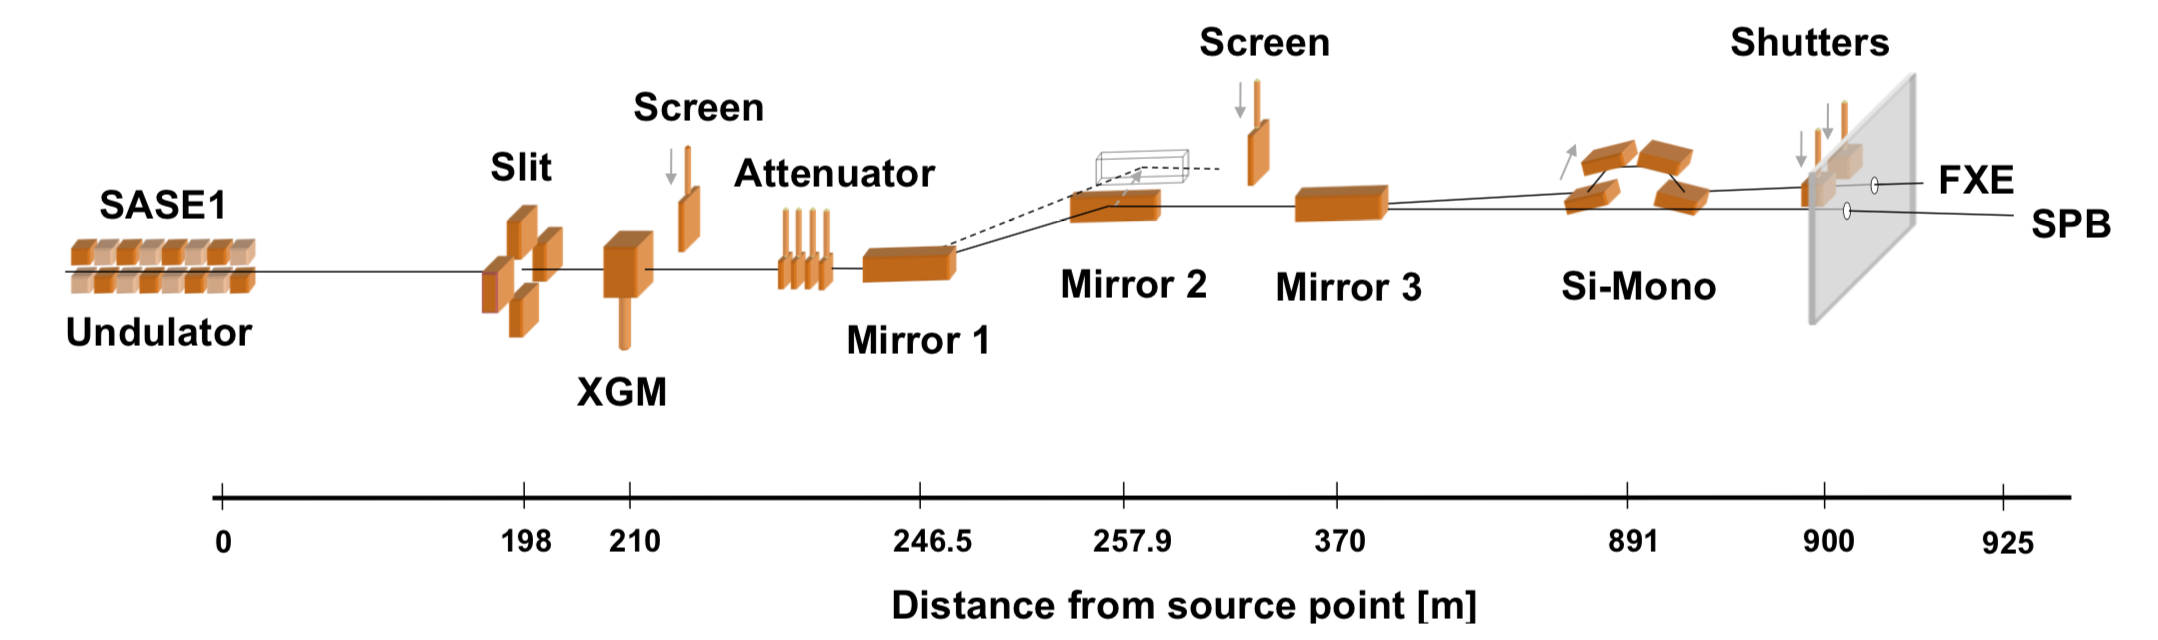 Screen
Shutters
Screen
Slit
Attenuator
SASE1
FXE
SPB
Undulator
Mirror 2
Mirror 3
Si-Mono
Mirror 1
XGM
0 198 210 246.5 257.9 370 891 900 925
Distance from source point [m]